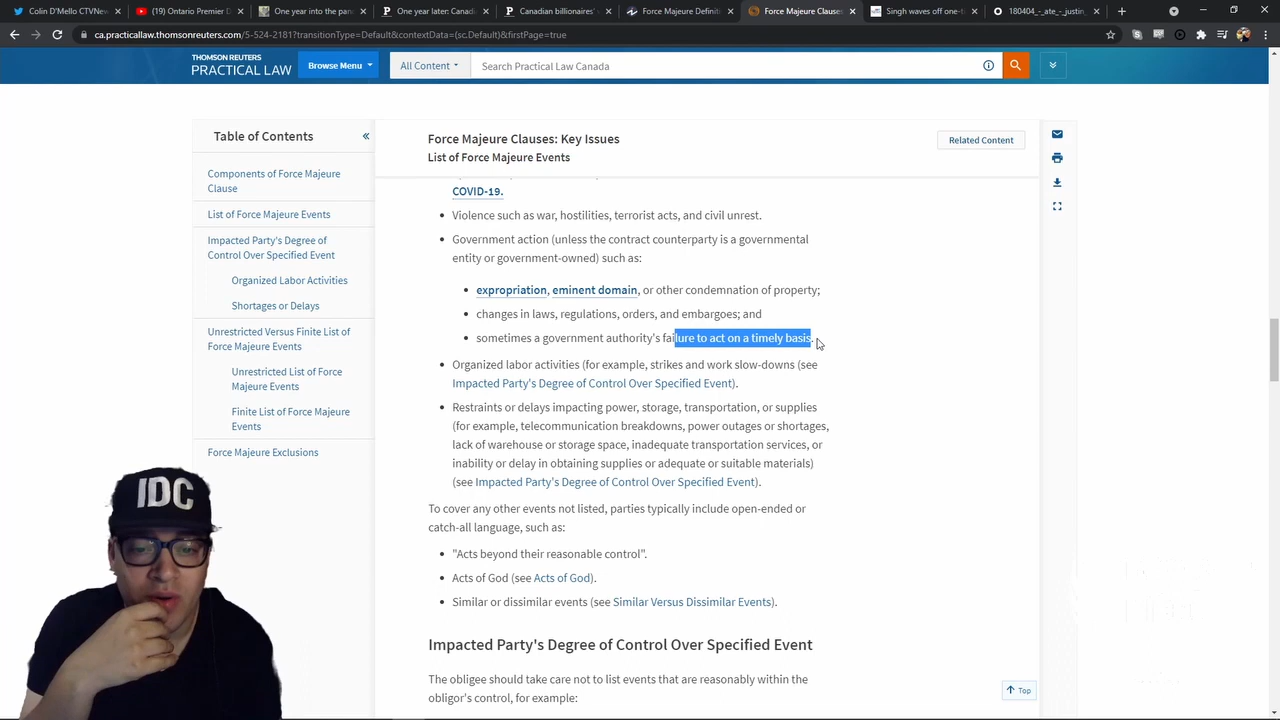 Colin D'Mello CTVNew
(19) Ontario Premier D
One year into the pan
One year later: Canad
Canadian billionaires'
Force Majeure Definiti
Force Majeure Clauses
Singh waves off one-t
180404_-_ate_-_justin_
ca.practicallaw.thomsonreuters.com/5-524-2181?transitionType=Default&contextData=(sc.Default)&firstPage=true
THOMSON REUTERS
PRACTICAL LAW
Browse Menu
All Content
Search Practical Law Canada
Table of Contents
Components of Force Majeure
Clause
List of Force Majeure Events
Impacted Party's Degree of
Control Over Specified Event
Organized Labor Activities
Shortages or Delays
Unrestricted Versus Finite List of
Force Majeure Events
Unrestricted List of Force
Majeure Events
Finite List of Force Majeure
Events
Force Majeure Exclusions
Force Majeure Clauses: Key Issues
List of Force Majeure Events
Related Content
COVID-19.
• Violence such as war, hostilities, terrorist acts, and civil unrest.
• Government action (unless the contract counterparty is a governmental
entity or government-owned) such as:
• expropriation, eminent domain, or other condemnation of property;
• changes in laws, regulations, orders, and embargoes; and
• sometimes a government authority's failure to act on a timely basis.
• Organized labor activities (for example, strikes and work slow-downs (see
Impacted Party's Degree of Control Over Specified Event).
• Restraints or delays impacting power, storage, transportation, or supplies
(for example, telecommunication breakdowns, power outages or shortages,
lack of warehouse or storage space, inadequate transportation services, or
inability or delay in obtaining supplies or adequate or suitable materials)
(see Impacted Party's Degree of Control Over Specified Event).
To cover any other events not listed, parties typically include open-ended or
catch-all language, such as:
• "Acts beyond their reasonable control".
• Acts of God (see Acts of God).
• Similar or dissimilar events (see Similar Versus Dissimilar Events).
Impacted Party's Degree of Control Over Specified Event
The obligee should take care not to list events that are reasonably within the
obligor's control, for example:
Top
IDC